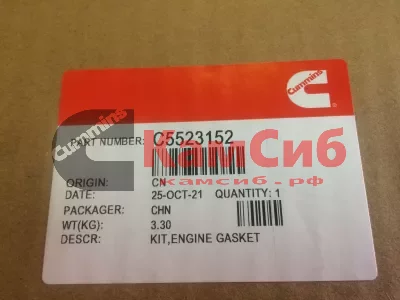 Cummins
PART NUMBER: C5523152
Cummins
КамСиб
камсиб.рф
ORIGIN: CN
DATE: 25-OCT-21 QUANTITY: 1
PACKAGER: CHN
WT(KG): 3.30
DESCR: KIT,ENGINE GASKET